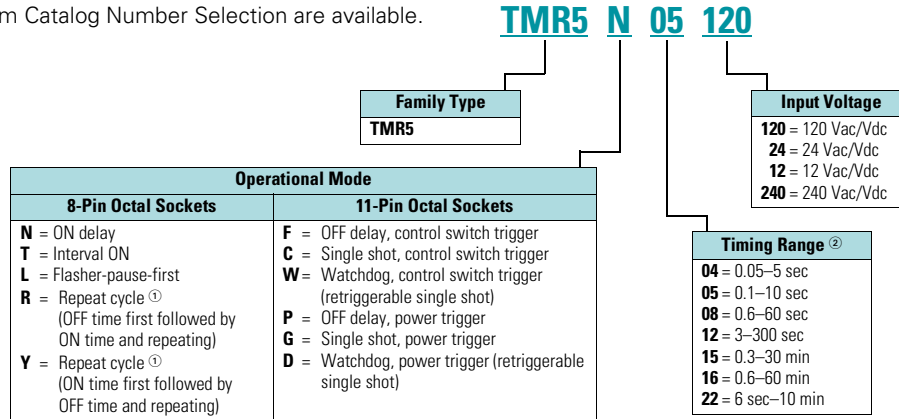 m Catalog Number Selection are available.
TMR5 N 05 120
Family Type
TMR5
Input Voltage
120 = 120 Vac/Vdc
24 = 24 Vac/Vdc
12 = 12 Vac/Vdc
240 = 240 Vac/Vdc
Operational Mode
8-Pin Octal Sockets
N = ON delay
T = Interval ON
L = Flasher-pause-first
R = Repeat cycle ①
(OFF time first followed by
ON time and repeating)
Y = Repeat cycle ①
(ON time first followed by
OFF time and repeating)
11-Pin Octal Sockets
F = OFF delay, control switch trigger
C = Single shot, control switch trigger
W = Watchdog, control switch trigger
(retriggerable single shot)
P = OFF delay, power trigger
G = Single shot, power trigger
D = Watchdog, power trigger (retriggerable
single shot)
Timing Range ②
04 = 0.05–5 sec
05 = 0.1–10 sec
08 = 0.6–60 sec
12 = 3–300 sec
15 = 0.3–30 min
16 = 0.6–60 min
22 = 6 sec–10 min